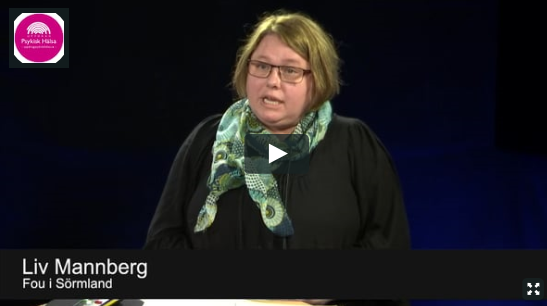 Psykisk Hälsa
Liv Mannberg
Fou i Sörmland